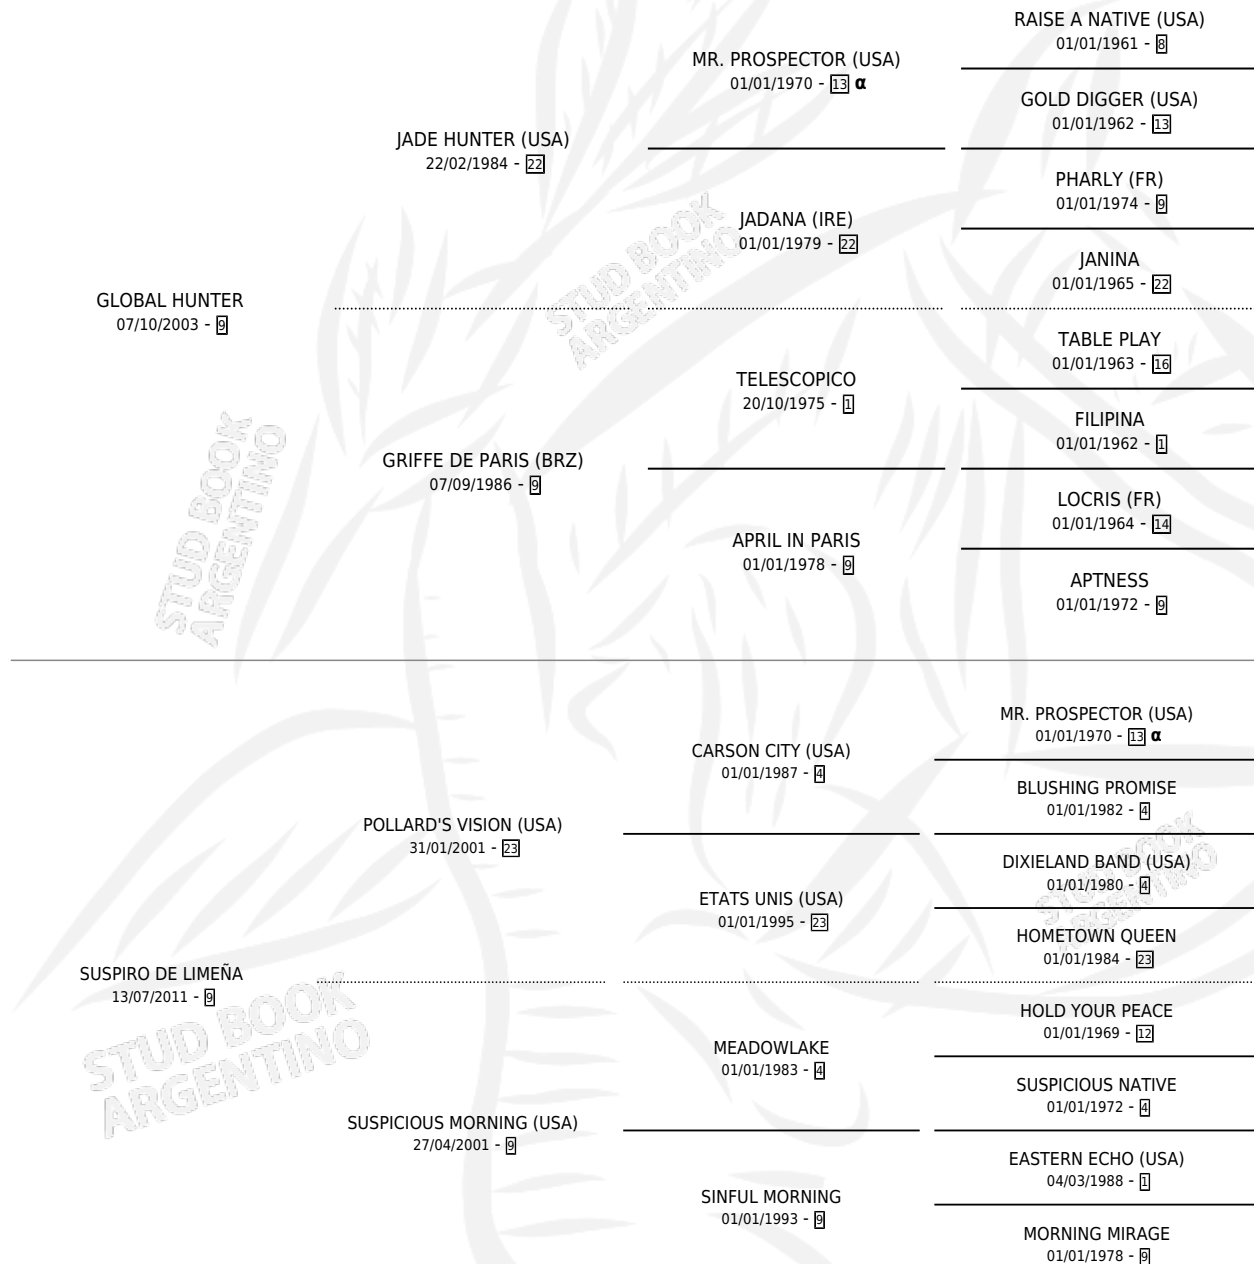 RAISE A NATIVE (USA)
01/01/1961 - 8
MR. PROSPECTOR (USA)
01/01/1970 - 13 α
GOLD DIGGER (USA)
01/01/1962 - 13
JADE HUNTER (USA)
22/02/1984 - 22
PHARLY (FR)
01/01/1974 - 9
JADANA (IRE)
01/01/1979 - 22
JANINA
01/01/1965 - 22
GLOBAL HUNTER
07/10/2003 - 9
TABLE PLAY
01/01/1963 - 16
TELESCOPICO
20/10/1975 - 1
FILIPINA
01/01/1962 - 1
GRIFFE DE PARIS (BRZ)
07/09/1986 - 9
LOCRIS (FR)
01/01/1964 - 14
APRIL IN PARIS
01/01/1978 - 9
APTNESS
01/01/1972 - 9
MR. PROSPECTOR (USA)
01/01/1970 - 13 α
CARSON CITY (USA)
01/01/1987 - 4
BLUSHING PROMISE
01/01/1982 - 4
POLLARD'S VISION (USA)
31/01/2001 - 23
DIXIELAND BAND (USA)
01/01/1980 - 4
ETATS UNIS (USA)
01/01/1995 - 23
HOMETOWN QUEEN
01/01/1984 - 23
SUSPIRO DE LIMEÑA
13/07/2011 - 9
HOLD YOUR PEACE
01/01/1969 - 12
MEADOWLAKE
01/01/1983 - 4
SUSPICIOUS NATIVE
01/01/1972 - 4
SUSPICIOUS MORNING (USA)
27/04/2001 - 9
EASTERN ECHO (USA)
04/03/1988 - 1
SINFUL MORNING
01/01/1993 - 9
MORNING MIRAGE
01/01/1978 - 9
STUD BOOK
ARGENTINO
STUD BOOK
ARGENTINO
STUD BOOK
ARGENTINO
STUD BOOK
ARGENTINO